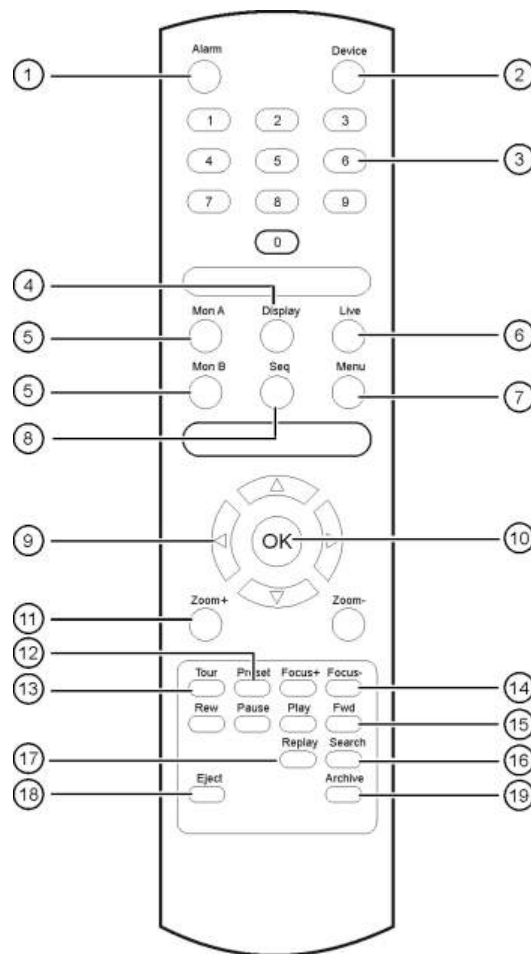 Alarm Device
1 2
1 2 3
4 5 6 3
7 8 9
0
4
Mon A Display Live
5 6
Mon B Seq Menu
5 7
8
9 OK 10
Zoom+ Zoom-
11
12
Tour Preset Focus+ Focus-
13 14
Rew Pause Play Fwd
15
Replay Search
17 16
Eject Archive
18 19